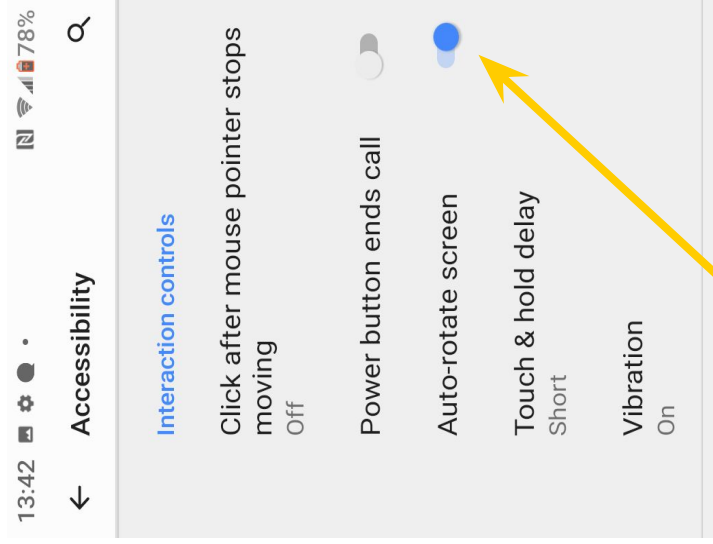 13:42
78%
Accessibility
Interaction controls
Click after mouse pointer stops
moving
Off
Power button ends call
Auto-rotate screen
Touch & hold delay
Short
Vibration
On